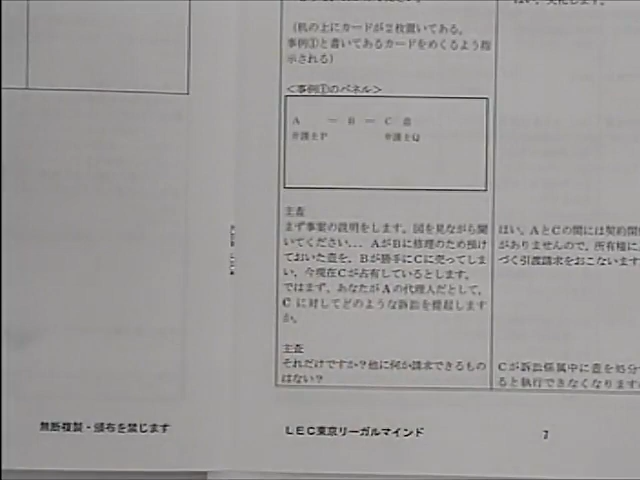 (机の上にカードが2枚置いてある。
事例①と書いてあるカードをめくるよう指
示される)
<事例①のパネル>
A ー B ー C 壺
弁護士P 弁護士Q
主査
まず事案の説明をします。図を見ながら聞
いてください... AがBに修理のため預け
ておいた壺を、Bが勝手にCに売ってしま
い、今現在Cが占有しているとします。
ではまず、あなたがAの代理人だとして、
Cに対してどのような訴訟を提起します
か。
主査
それだけですか?他に何か請求できるもの
はない?
はい。AとCの間には契約関
がありませんので、所有権に
づく引渡請求をおこないます
Cが訴訟係属中に壺を処分
ると執行できなくなりますの
無断複製・頒布を禁じます
LEC東京リーガルマインド
7